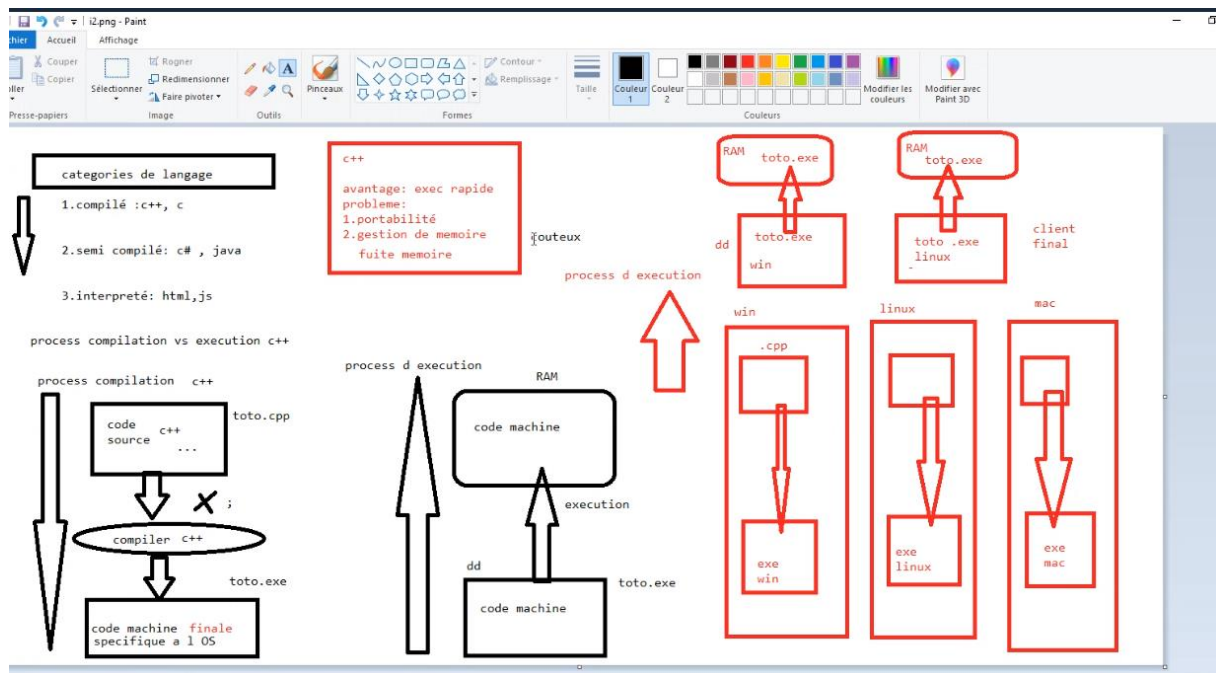 i2.png - Paint
Accueil
Affichage
Couper
Copier
Presse-papiers
Sélectionner
Rogner
Redimensionner
Faire pivoter
Image
A
Outils
Pinceaux
Contour
Remplissage
Formes
Taille
Couleur 1
Couleur 2
Modifier les couleurs
Couleurs
Modifier avec Paint 3D
categories de langage
1.compilé :c++, c
2.semi compilé: c# , java
3.interpreté: html,js
process compilation vs execution c++
process compilation c++
code source c++
...
toto.cpp
X ;
compiler c++
toto.exe
code machine finale
specifique a l OS
c++
avantage: exec rapide
probleme:
1.portabilité
2.gestion de memoire
fuite memoire
outeux
process d execution
RAM
code machine
execution
dd
toto.exe
code machine
process d execution
RAM
toto.exe
dd
toto.exe
win
RAM
toto.exe
toto .exe
linux
client
final
win
.cpp
exe
win
linux
exe
linux
mac
exe
mac